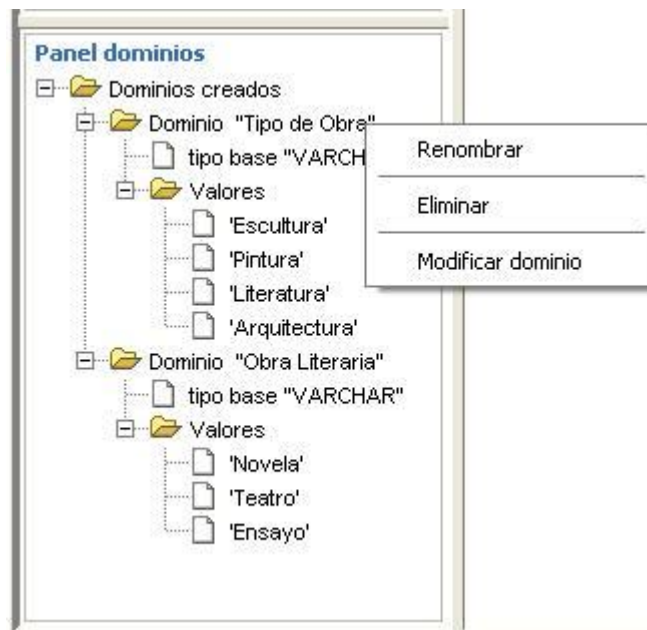 Panel dominios
Dominios creados
Dominio "Tipo de Obra"
tipo base "VARCH
Valores
'Escultura'
'Pintura'
'Literatura'
'Arquitectura'
Dominio "Obra Literaria"
tipo base "VARCHAR"
Valores
'Novela'
'Teatro'
'Ensayo'
Renombrar
Eliminar
Modificar dominio